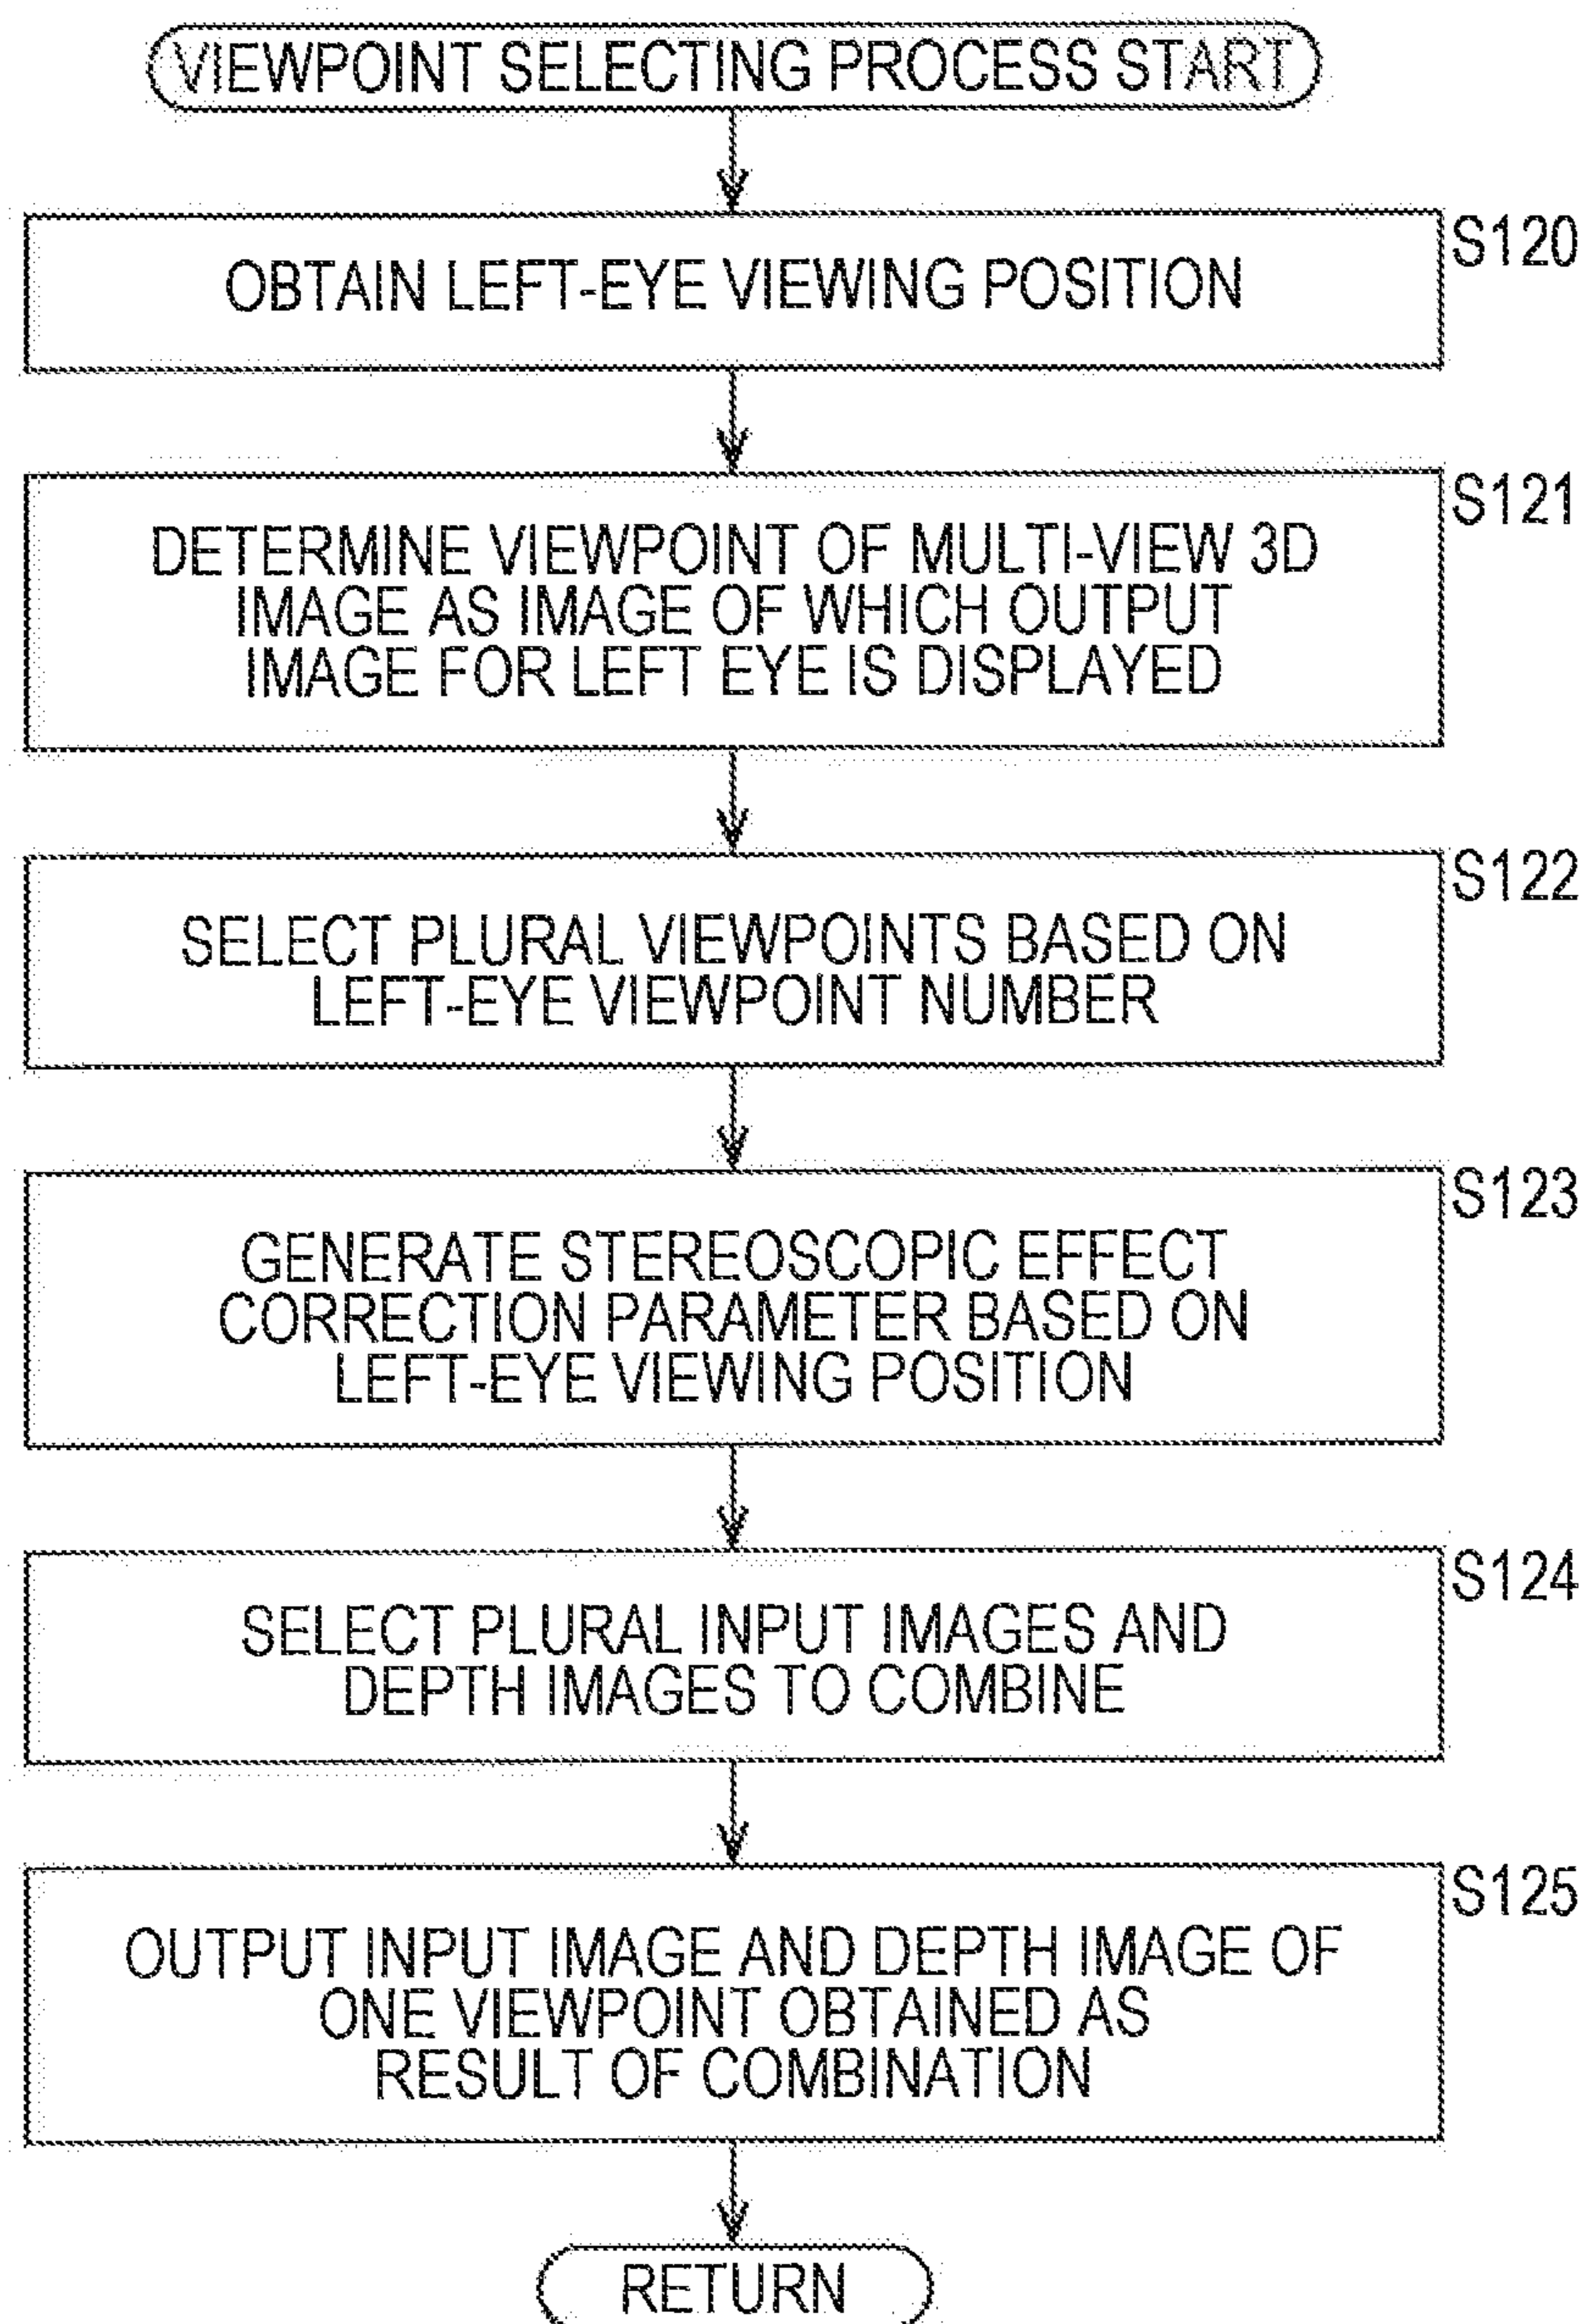 VIEWPOINT SELECTING PROCESS START
S120
OBTAIN LEFT-EYE VIEWING POSITION
S121
DETERMINE VIEWPOINT OF MULTI-VIEW 3D
IMAGE AS IMAGE OF WHICH OUTPUT
IMAGE FOR LEFT EYE IS DISPLAYED
S122
SELECT PLURAL VIEWPOINTS BASED ON
LEFT-EYE VIEWPOINT NUMBER
S123
GENERATE STEREOSCOPIC EFFECT
CORRECTION PARAMETER BASED ON
LEFT-EYE VIEWING POSITION
S124
SELECT PLURAL INPUT IMAGES AND
DEPTH IMAGES TO COMBINE
S125
OUTPUT INPUT IMAGE AND DEPTH IMAGE OF
ONE VIEWPOINT OBTAINED AS
RESULT OF COMBINATION
RETURN